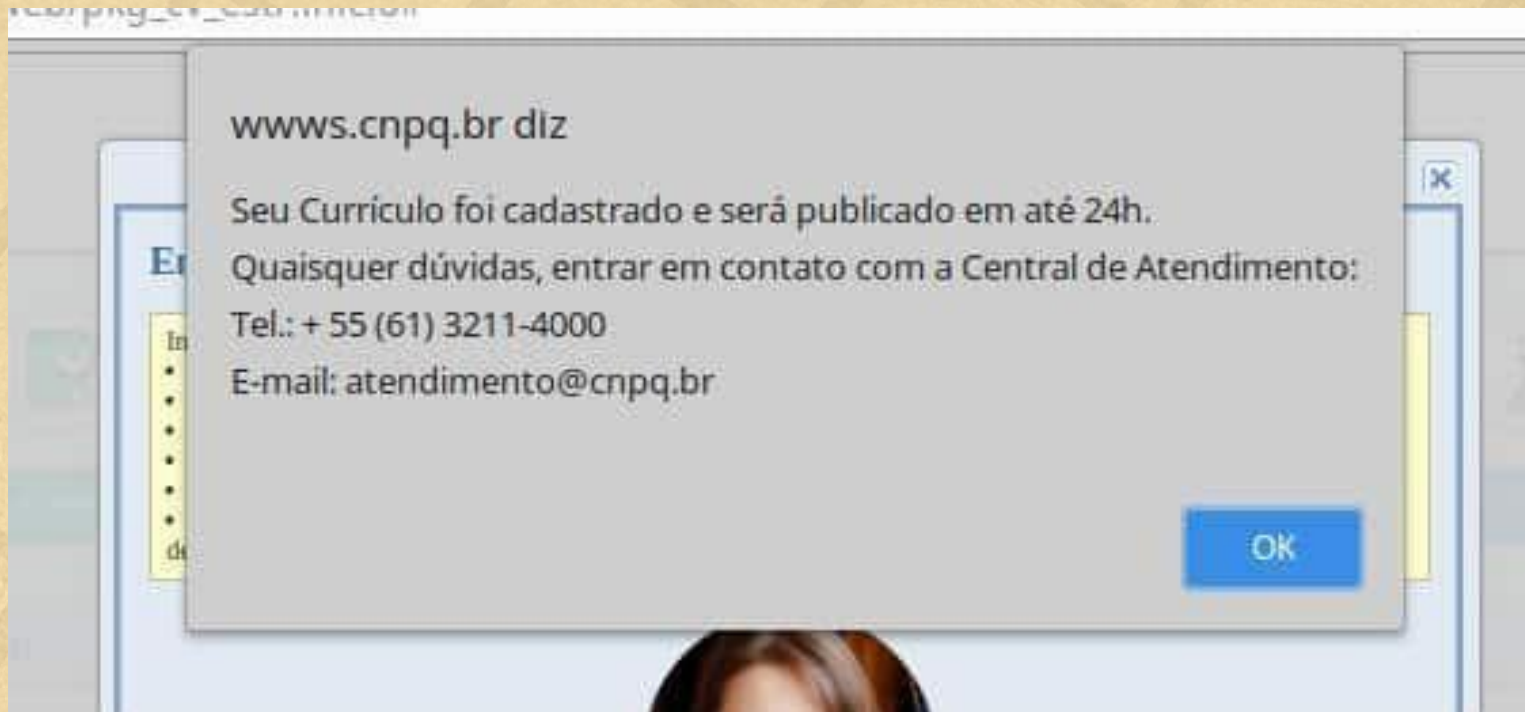 wwws.cnpq.br diz
Seu Currículo foi cadastrado e será publicado em até 24h.
Quaisquer dúvidas, entrar em contato com a Central de Atendimento:
Tel.: + 55 (61) 3211-4000
E-mail: atendimento@cnpq.br
OK